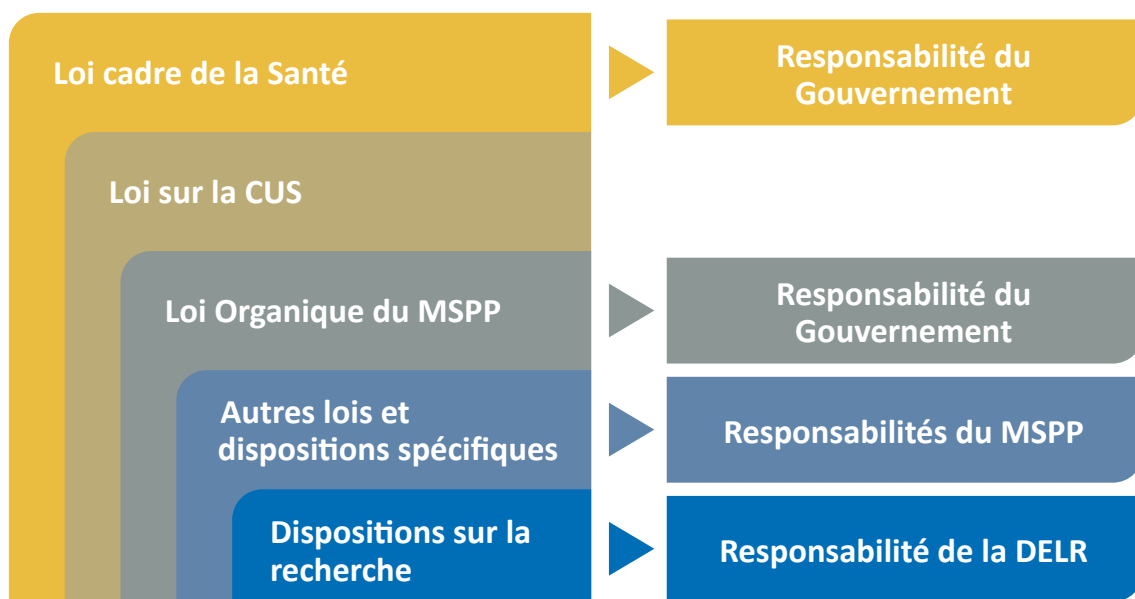 Loi cadre de la Santé
Responsabilité du
Gouvernement
Loi sur la CUS
Loi Organique du MSPP
Responsabilité du
Gouvernement
Autres lois et
dispositions spécifiques
Responsabilités du MSPP
Dispositions sur la
recherche
Responsabilité de la DELR